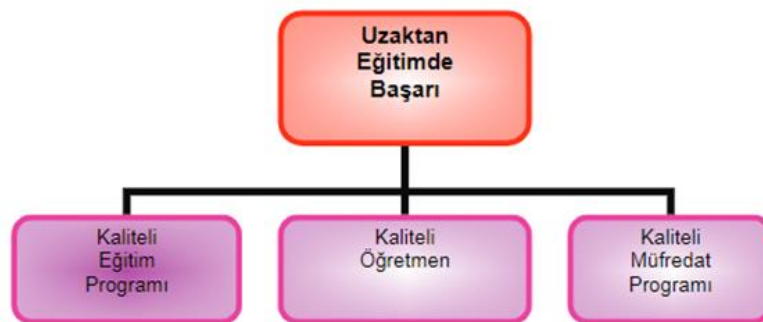 Uzaktan
Eğitimde
Başarı
Kaliteli
Eğitim
Programı
Kaliteli
Öğretmen
Kaliteli
Müfredat
Programı